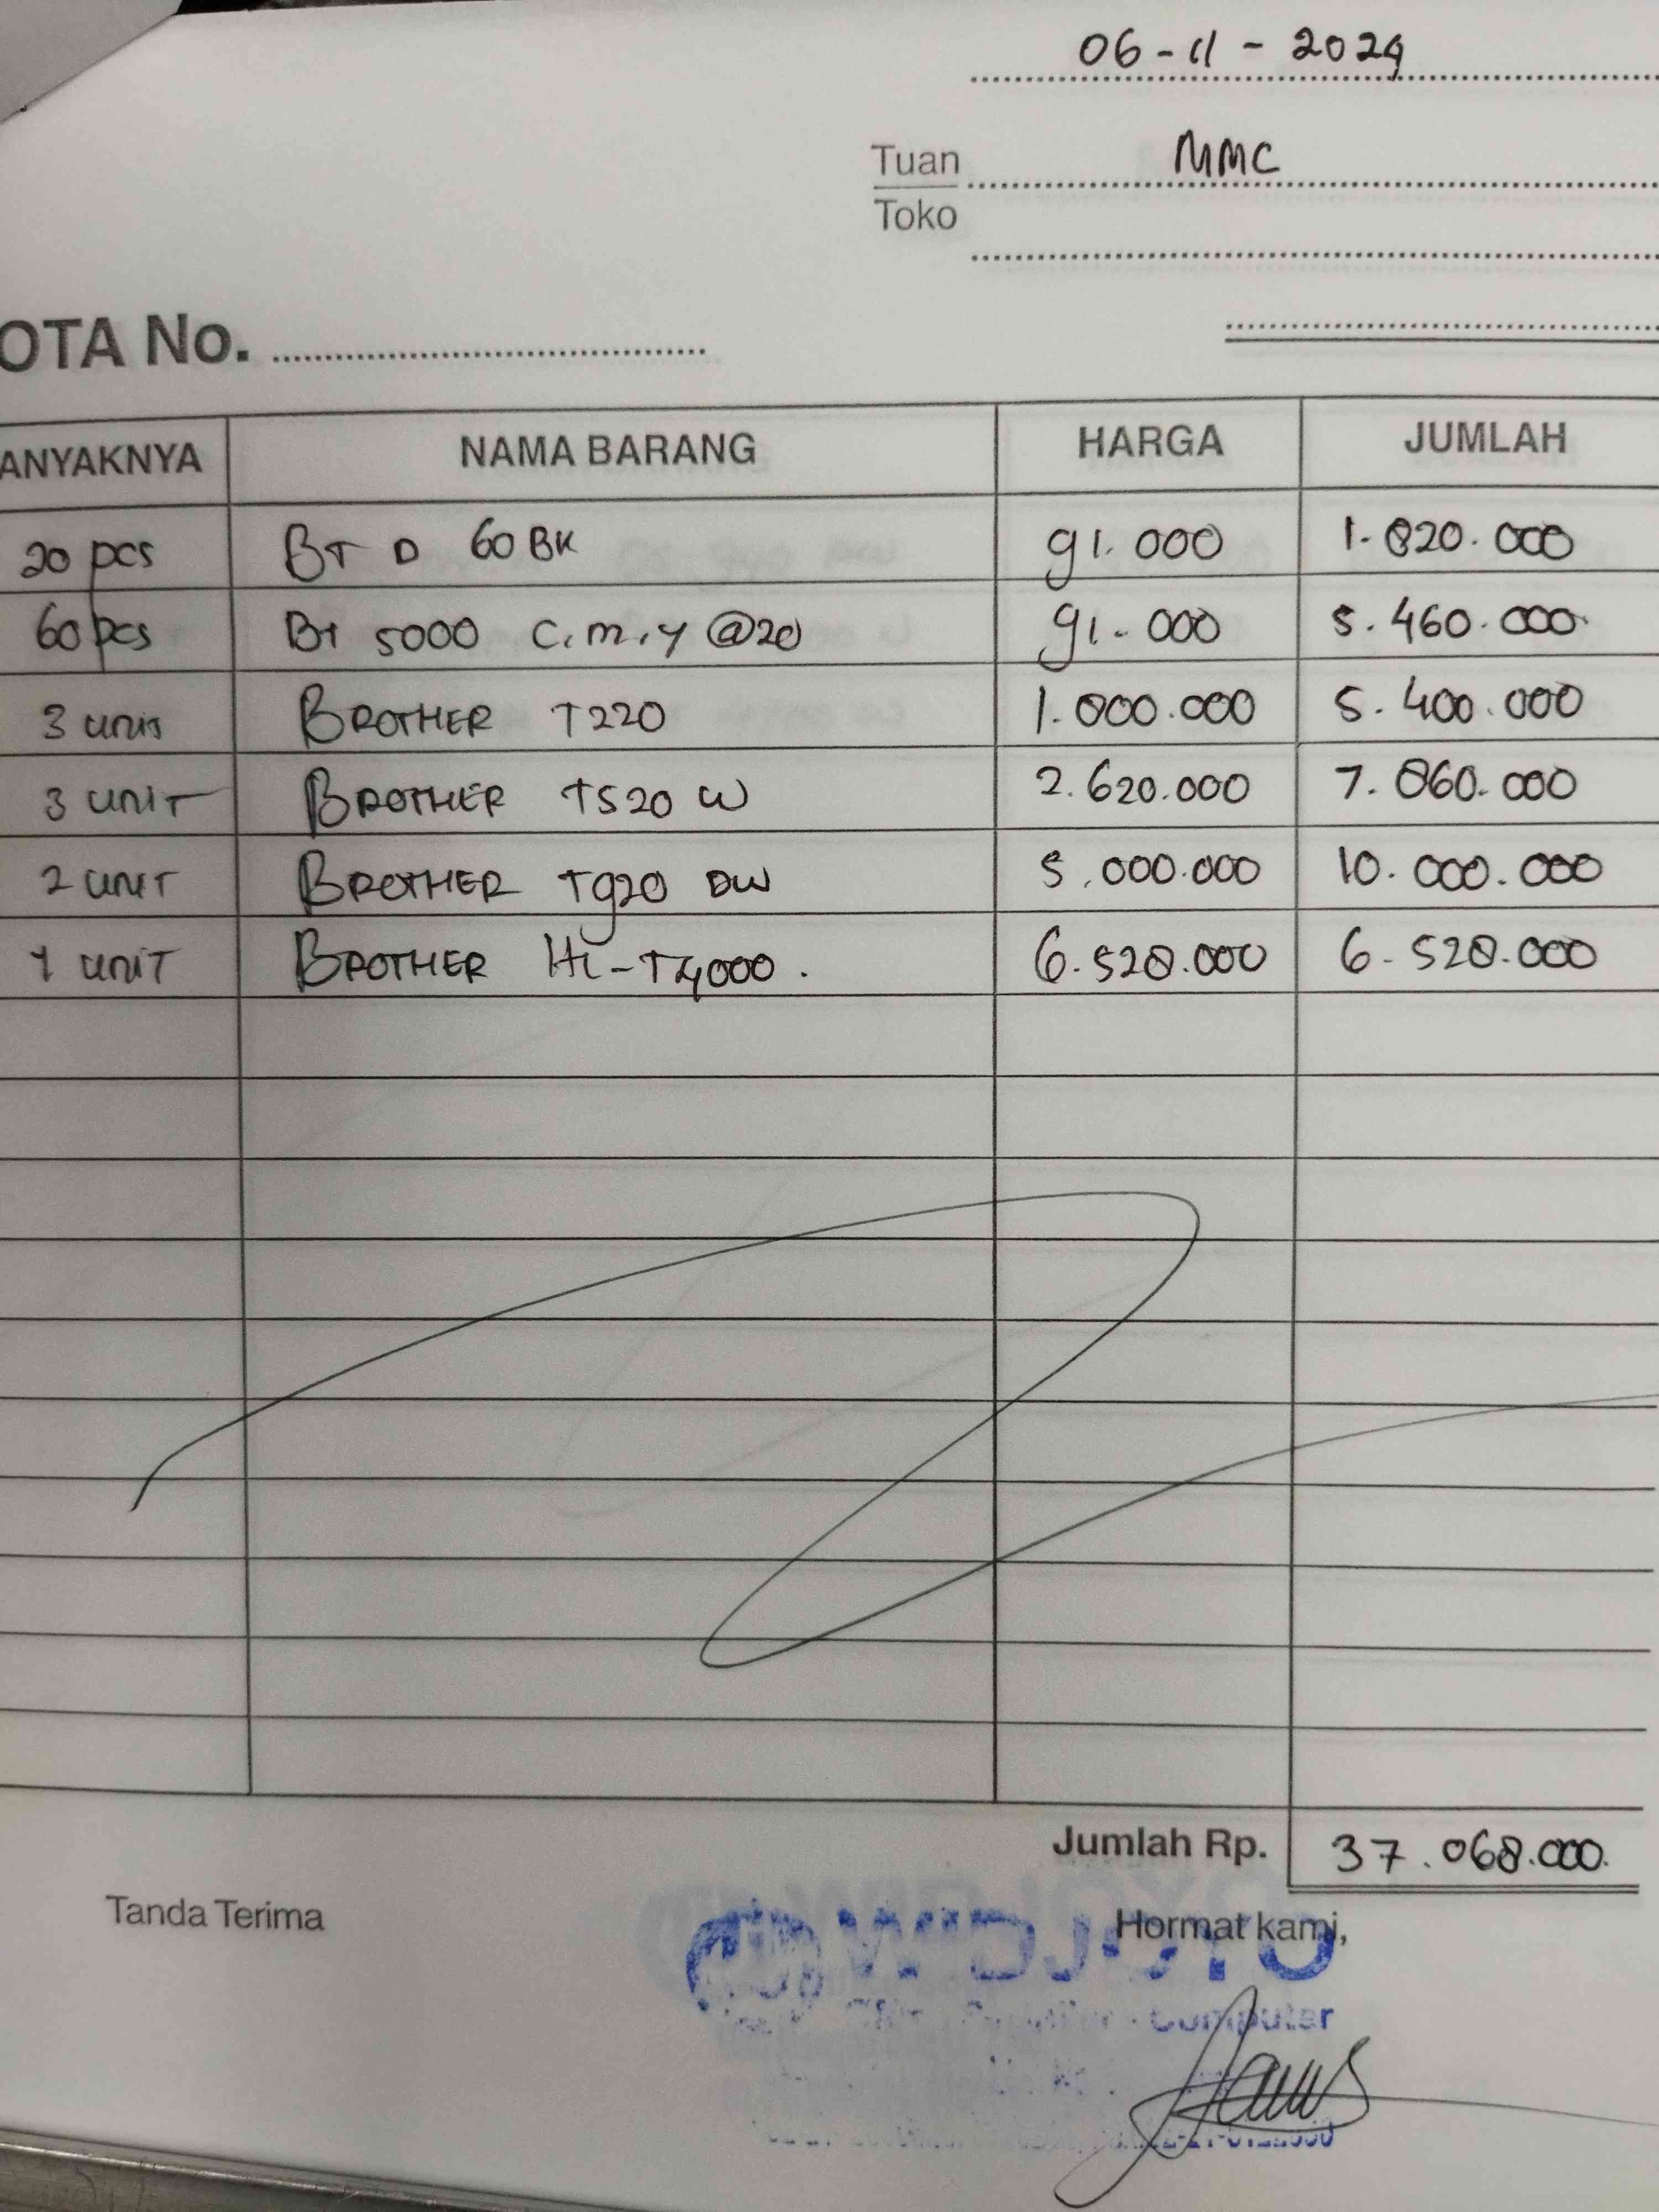 06-11-2024
Tuan MMC
Toko
OTA No.
ANYAKNYA NAMA BARANG HARGA JUMLAH
20 pcs BT D 60 BK 91.000 1.820.000
60 pcs BT 5000 C.m.y @20 91.000 5.460.000
3 unit BROTHER T220 1.800.000 5.400.000
3 UNIT BROTHER T520 W 2.620.000 7.860.000
2 UNIT BROTHER T920 DW 5.000.000 10.000.000
1 UNIT BROTHER HL-T4000. 6.528.000 6.528.000
Jumlah Rp. 37.068.000.
Tanda Terima
Hormat kami,
Computer